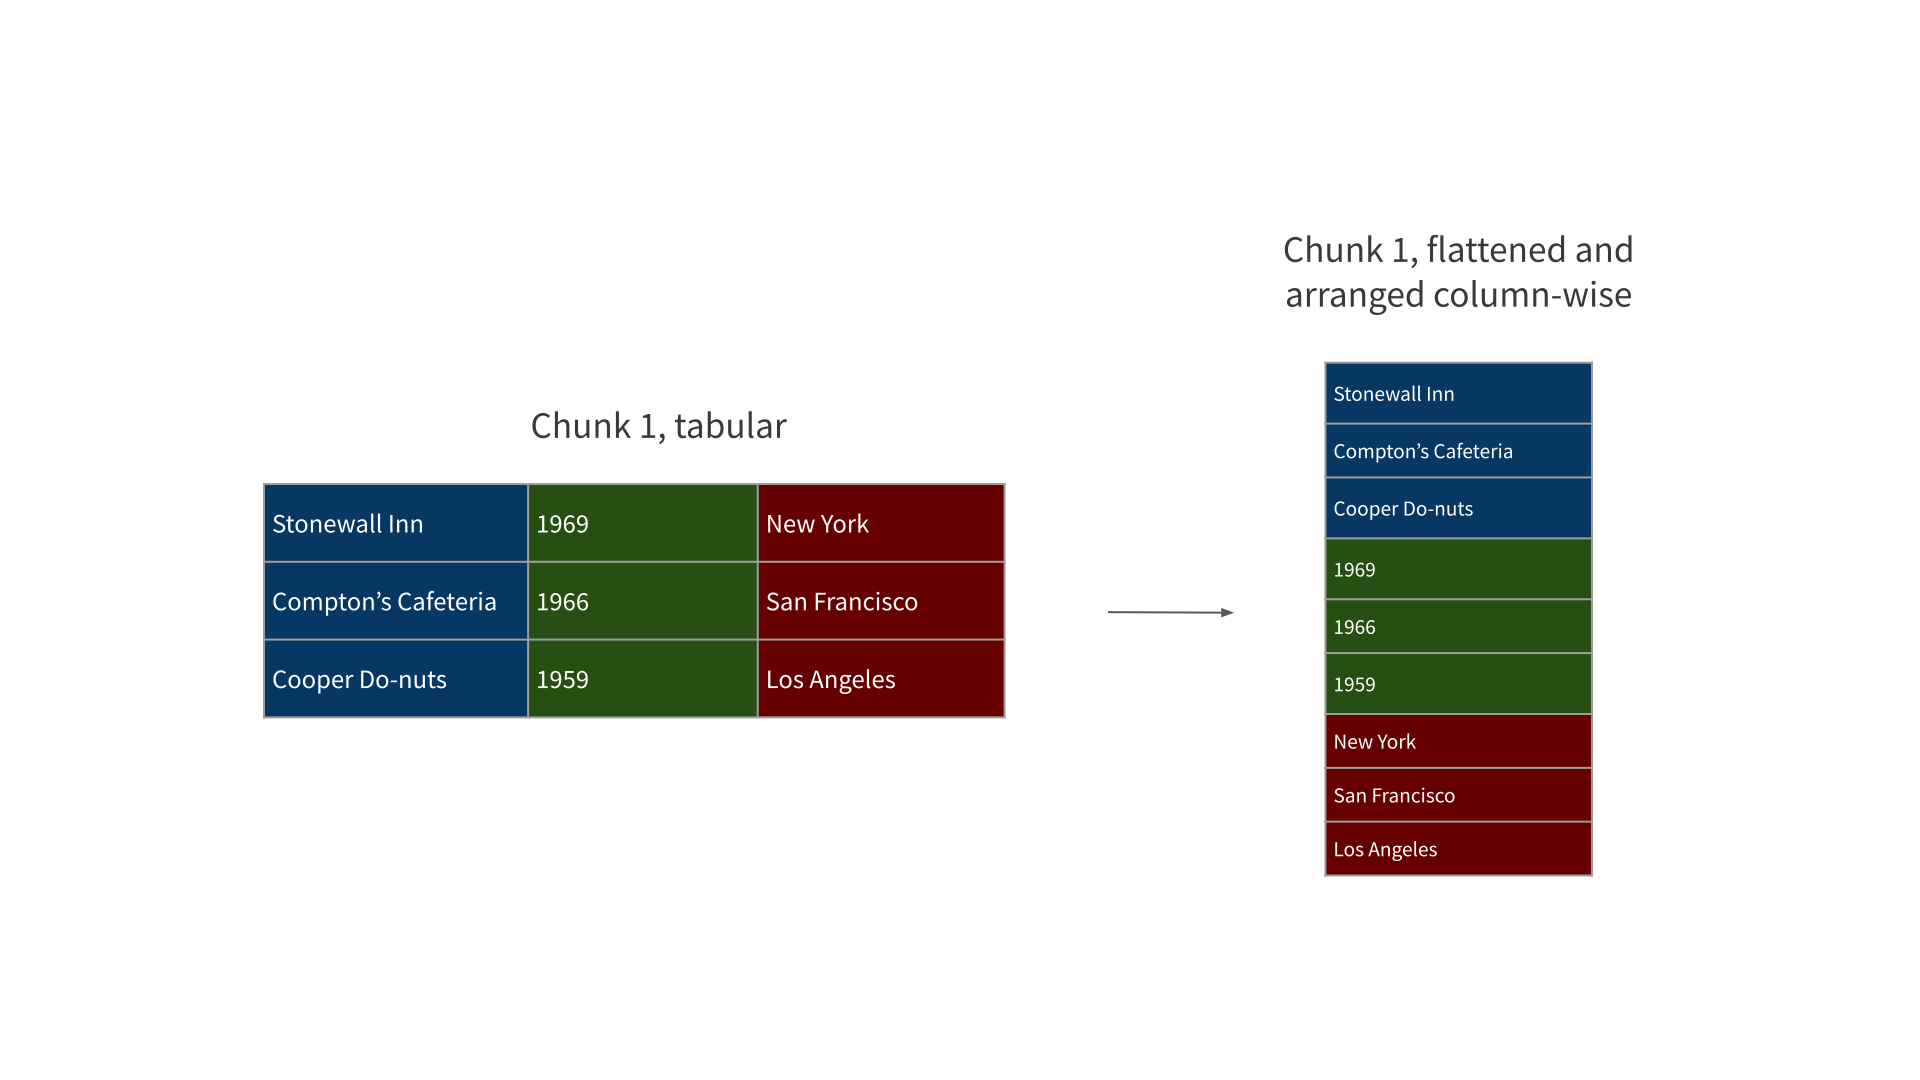 Chunk 1, tabular
Stonewall Inn 1969 New York
Compton’s Cafeteria 1966 San Francisco
Cooper Do-nuts 1959 Los Angeles
Chunk 1, flattened and
arranged column-wise
Stonewall Inn
Compton’s Cafeteria
Cooper Do-nuts
1969
1966
1959
New York
San Francisco
Los Angeles